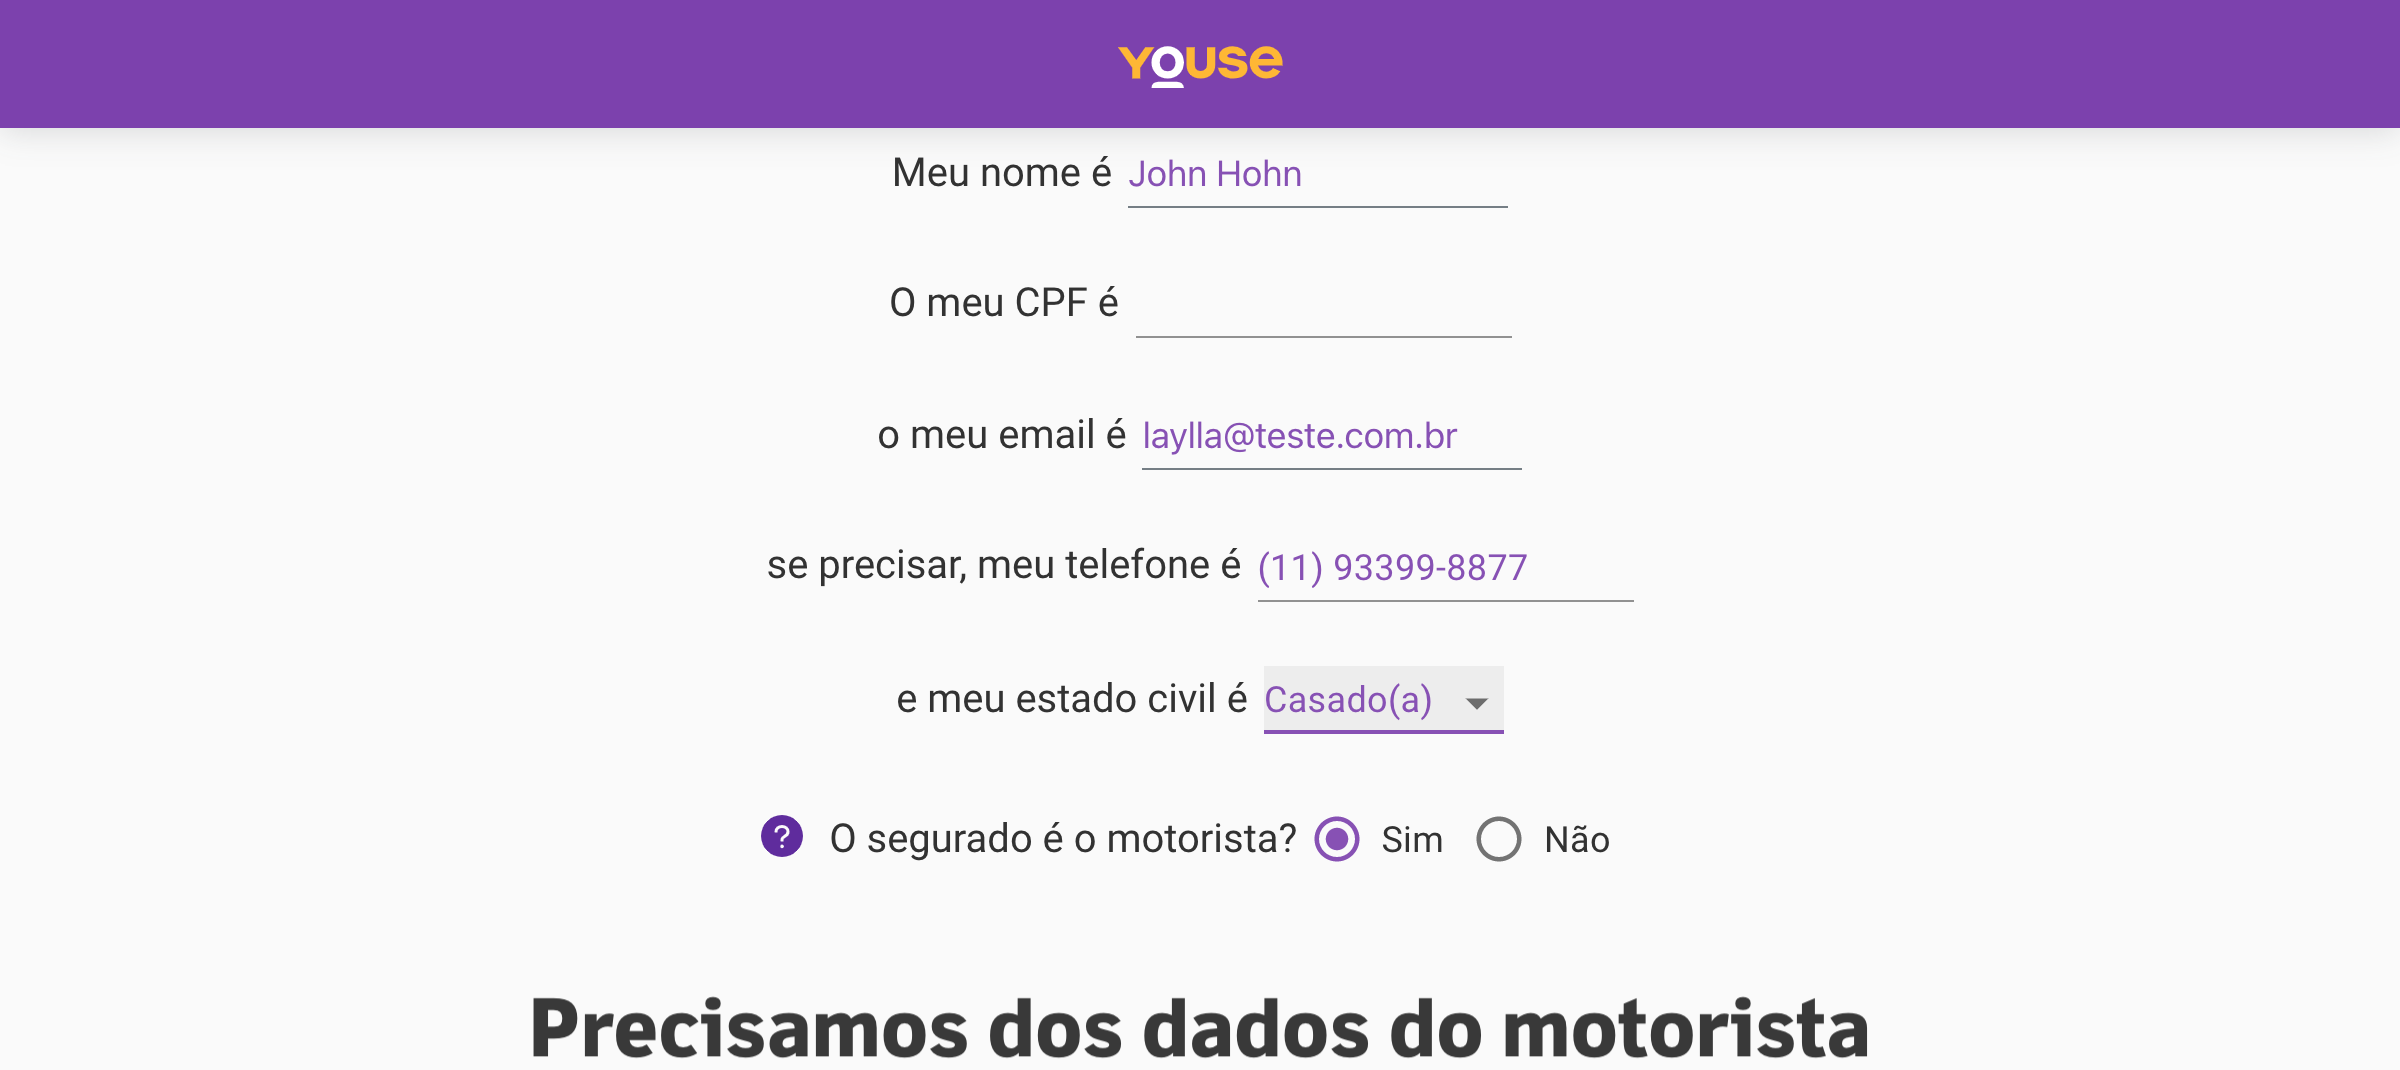 YOUSE
Meu nome é John Hohn
O meu CPF é
o meu email é laylla@teste.com.br
se precisar, meu telefone é (11) 93399-8877
e meu estado civil é Casado(a)
? O segurado é o motorista? Sim Não
Precisamos dos dados do motorista